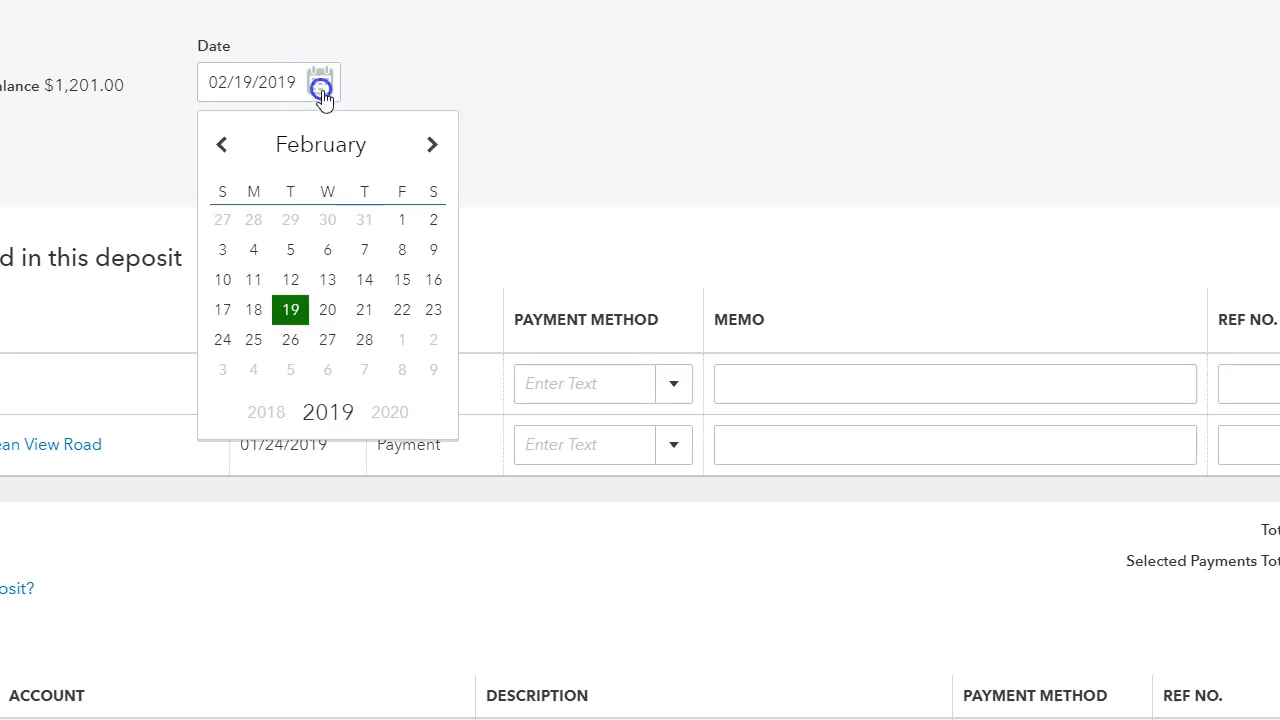 Date
alance $1,201.00
02/19/2019
February
S M T W T F S
27 28 29 30 31 1 2
3 4 5 6 7 8 9
10 11 12 13 14 15 16
17 18 19 20 21 22 23
24 25 26 27 28 1 2
3 4 5 6 7 8 9
2018 2019 2020
d in this deposit
PAYMENT METHOD MEMO REF NO.
Enter Text
ean View Road 01/24/2019 Payment Enter Text
Tot
Selected Payments Tot
osit?
ACCOUNT DESCRIPTION PAYMENT METHOD REF NO.